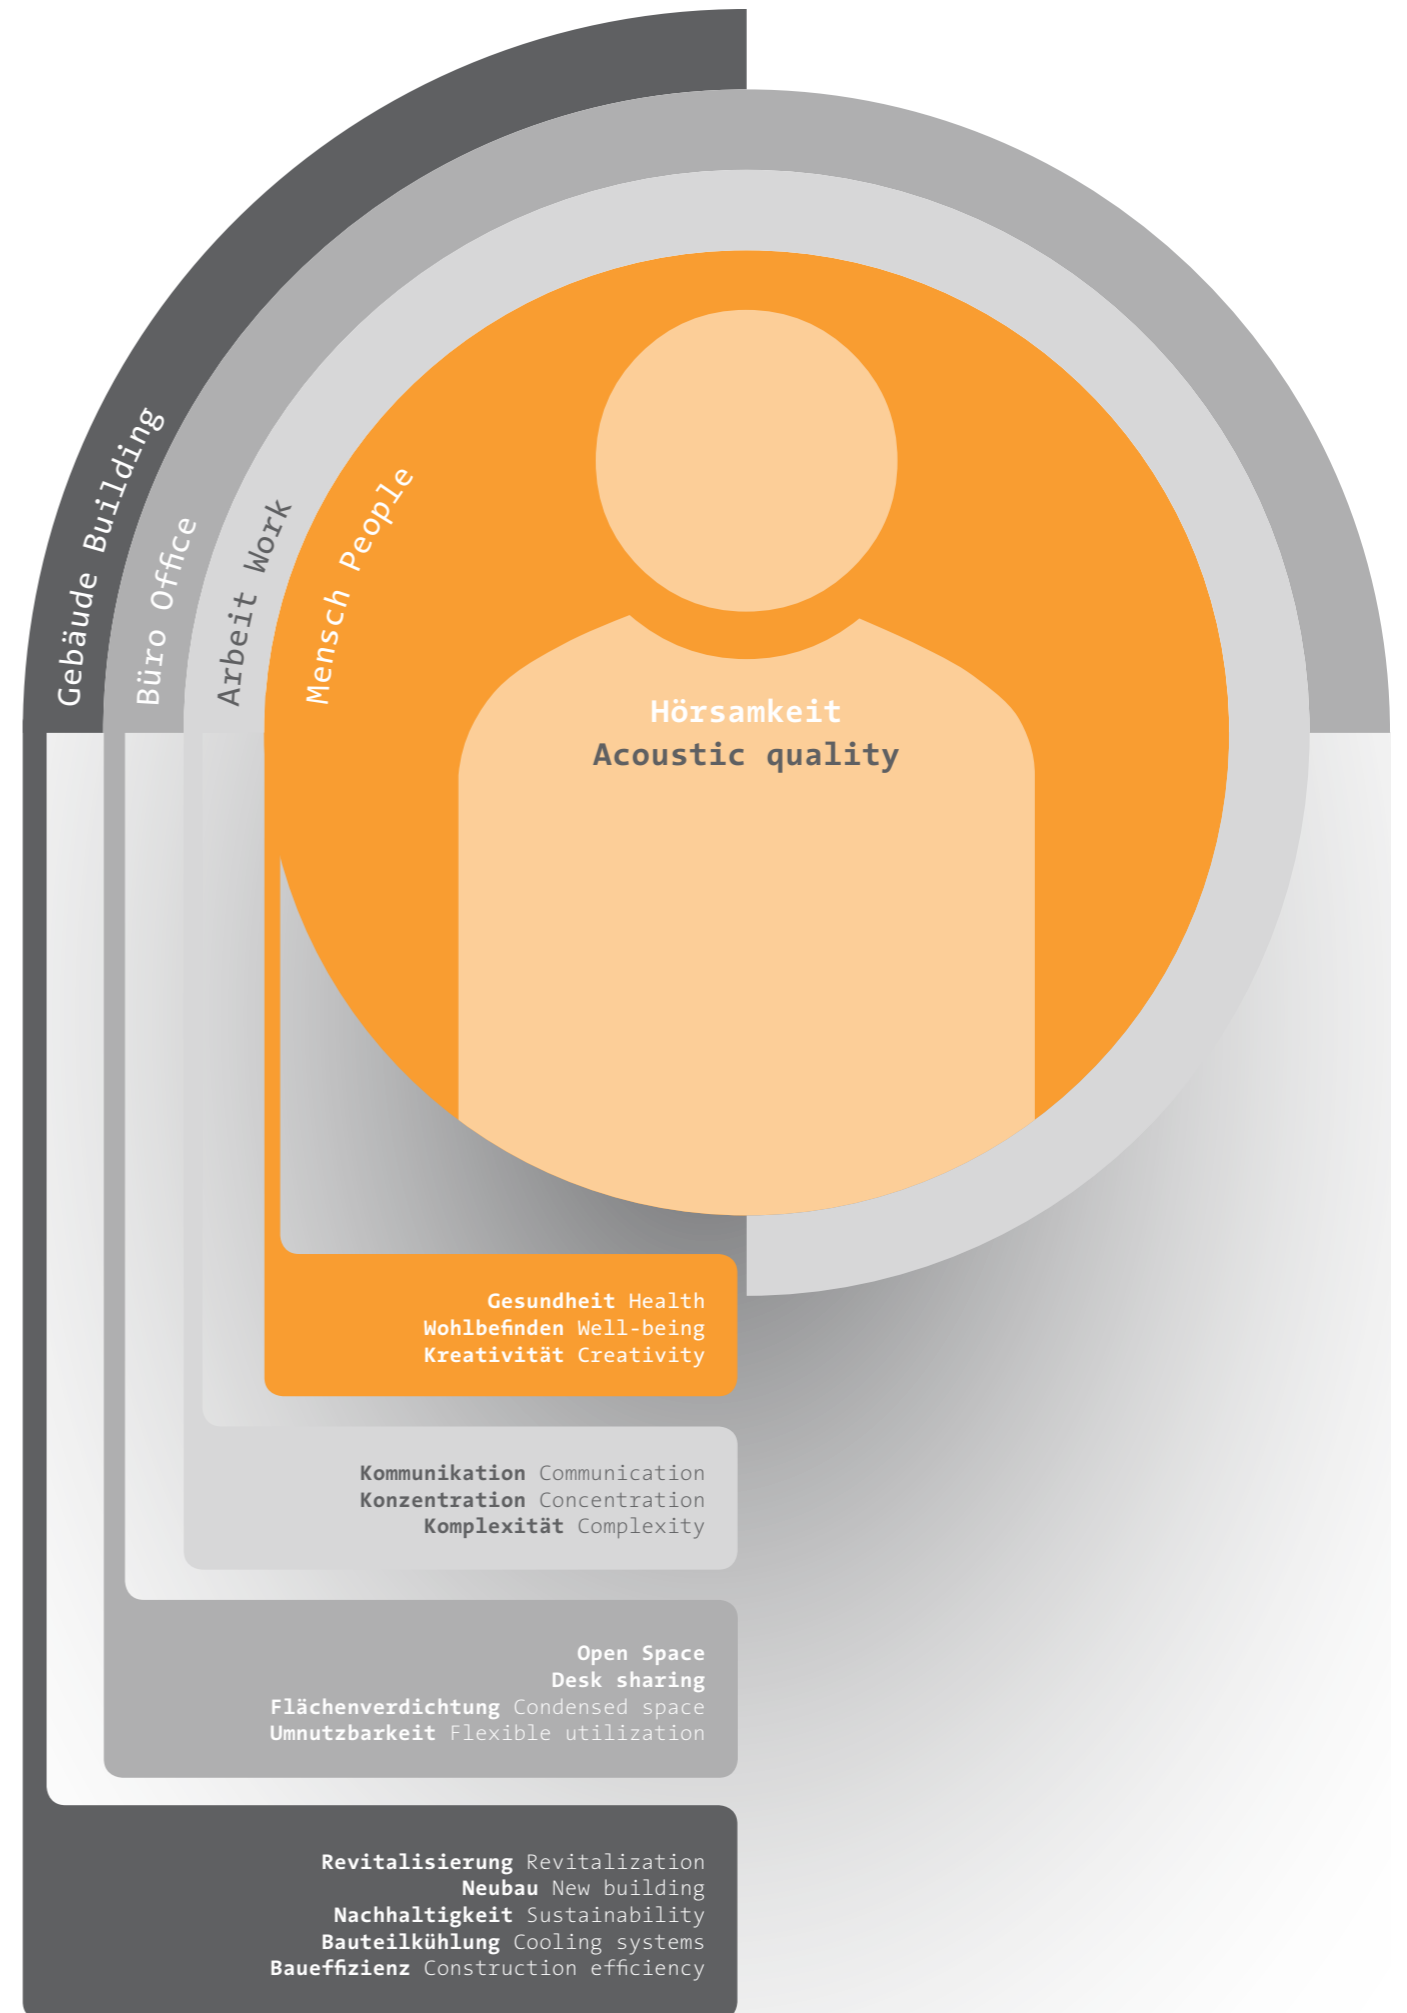 Gebäude Building
Büro Office
Arbeit Work
Mensch People
Hörsamkeit
Acoustic quality
Gesundheit Health
Wohlbefinden Well-being
Kreativität Creativity
Kommunikation Communication
Konzentration Concentration
Komplexität Complexity
Open Space
Desk sharing
Flächenverdichtung Condensed space
Umnutzbarkeit Flexible utilization
Revitalisierung Revitalization
Neubau New building
Nachhaltigkeit Sustainability
Bauteilkühlung Cooling systems
Baueffizienz Construction efficiency